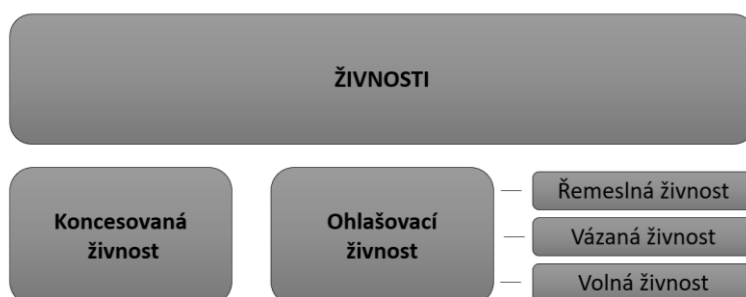 ŽIVNOSTI
Koncesovaná
živnost
Ohlašovací
živnost
Řemeslná živnost
Vázaná živnost
Volná živnost